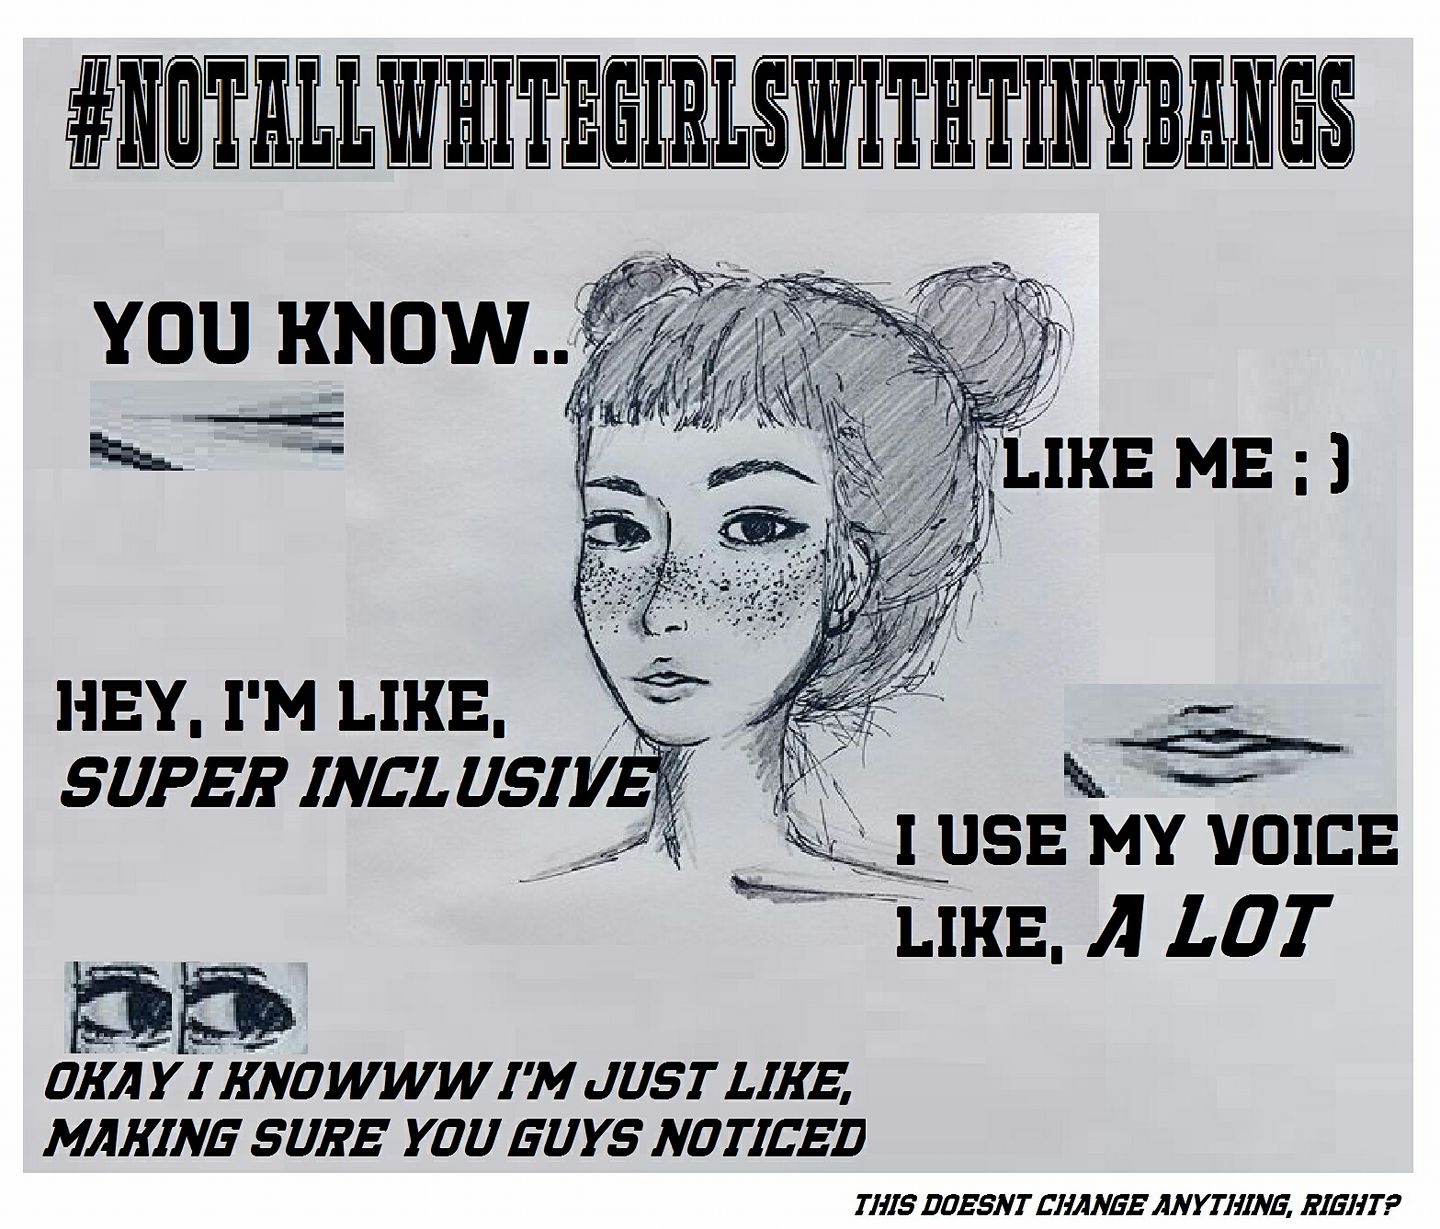 #NOTALLWHITEGIRLSWITHTINYBANGS
YOU KNOW..
LIKE ME ; )
HEY, I'M LIKE,
SUPER INCLUSIVE
I USE MY VOICE
LIKE, A LOT
OKAY I KNOWWW I'M JUST LIKE,
MAKING SURE YOU GUYS NOTICED
THIS DOESNT CHANGE ANYTHING, RIGHT?